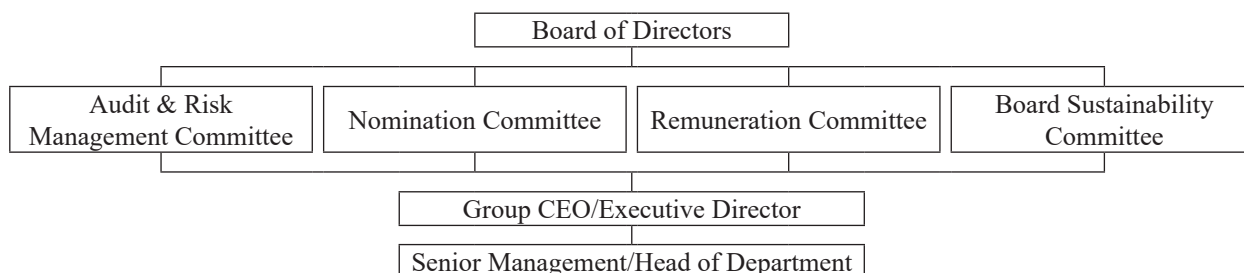 Board of Directors
Audit & Risk
Management Committee
Nomination Committee
Remuneration Committee
Board Sustainability
Committee
Group CEO/Executive Director
Senior Management/Head of Department